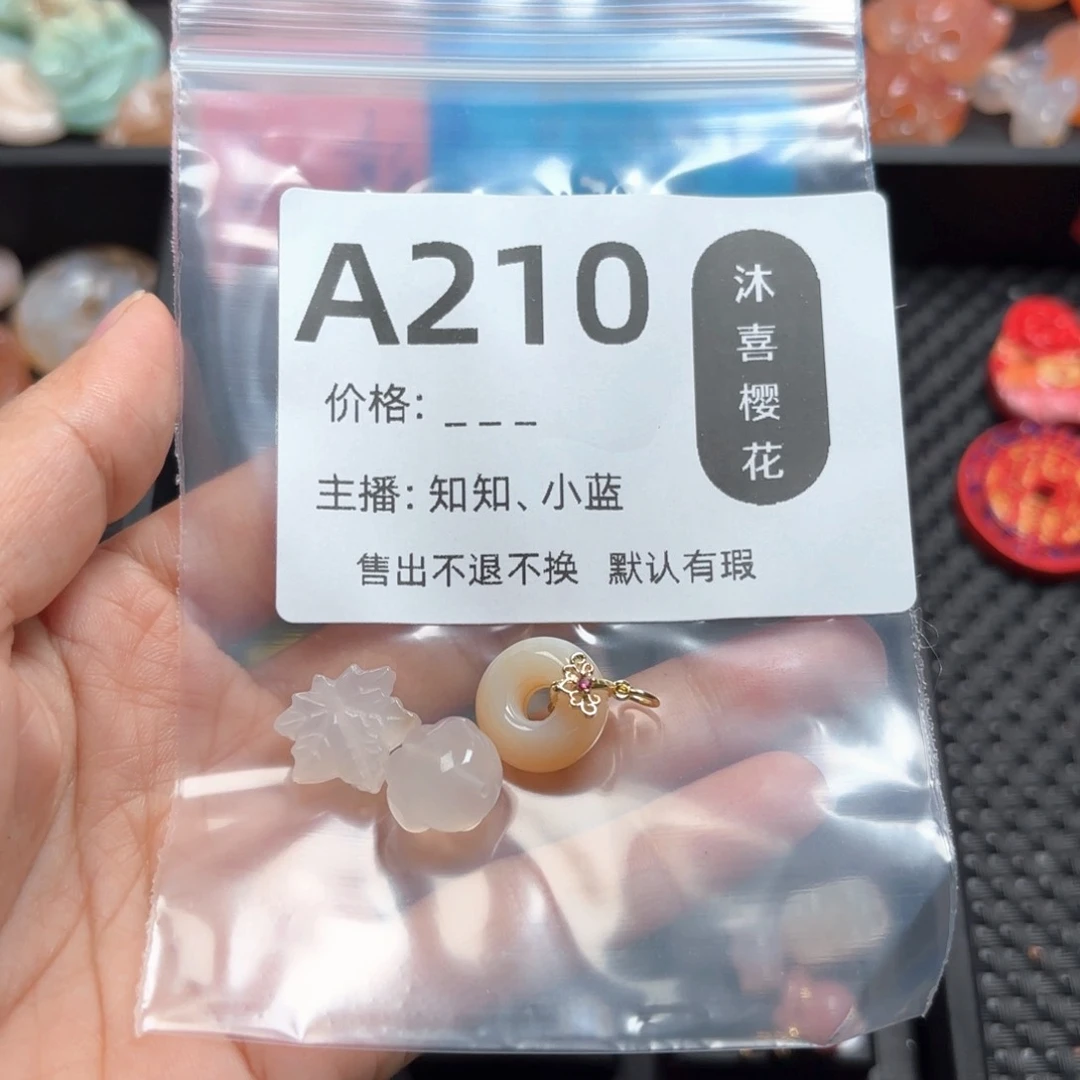 A210
沐喜樱花
价格: _ _ _
主播: 知知、小蓝
售出不退不换 默认有瑕